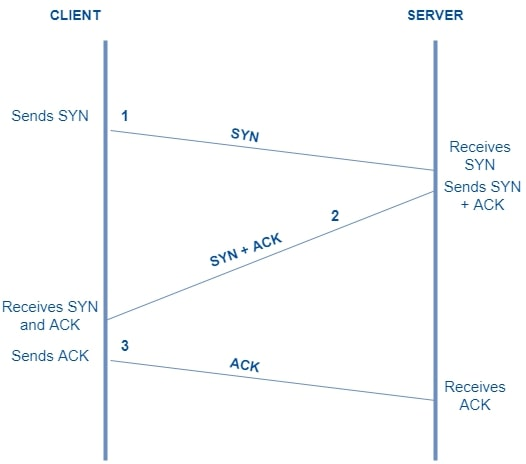 CLIENT
SERVER
Sends SYN
1
SYN
Receives
SYN
Sends SYN
+ ACK
2
SYN + ACK
Receives SYN
and ACK
Sends ACK
3
ACK
Receives
ACK